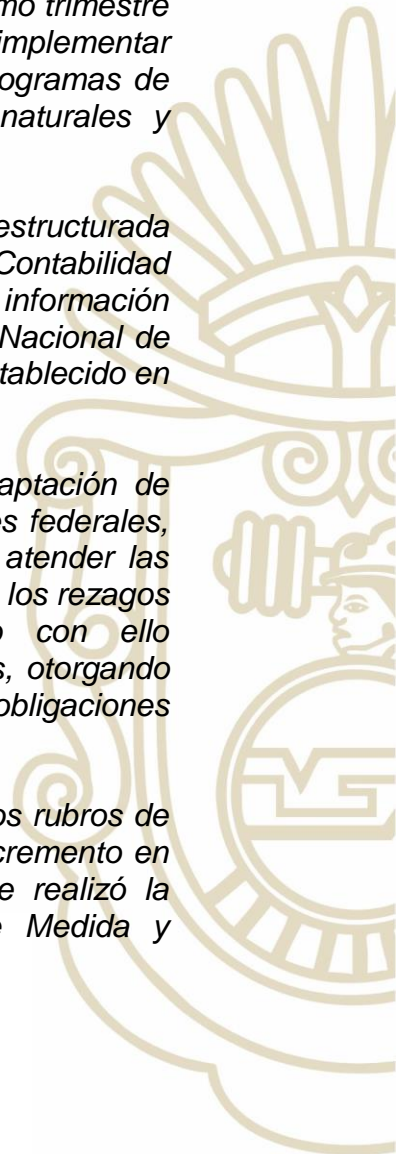 mo trimestre
implementar
ogramas de
naturales y
estructurada
Contabilidad
información
Nacional de
tablecido en
aptación de
es federales,
atender las
los rezagos
o con ello
s, otorgando
obligaciones
os rubros de
cremento en
e realizó la
e Medida y